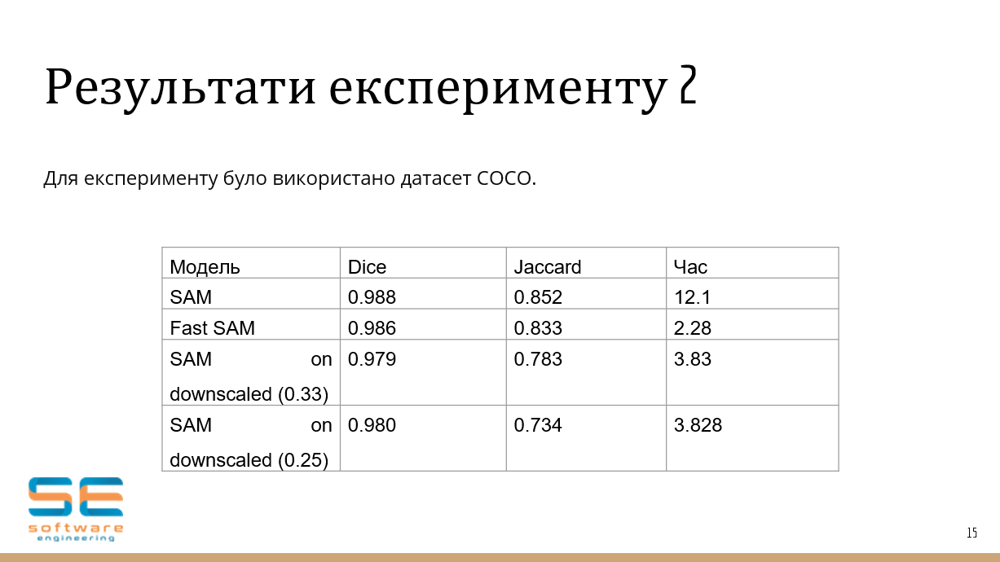 Результати експерименту 2
Для експерименту було використано датасет COCO.
Модель Dice Jaccard Час
SAM 0.988 0.852 12.1
Fast SAM 0.986 0.833 2.28
SAM on 0.979 0.783 3.83
downscaled (0.33)
SAM on 0.980 0.734 3.828
downscaled (0.25)
SE
software
engineering
15